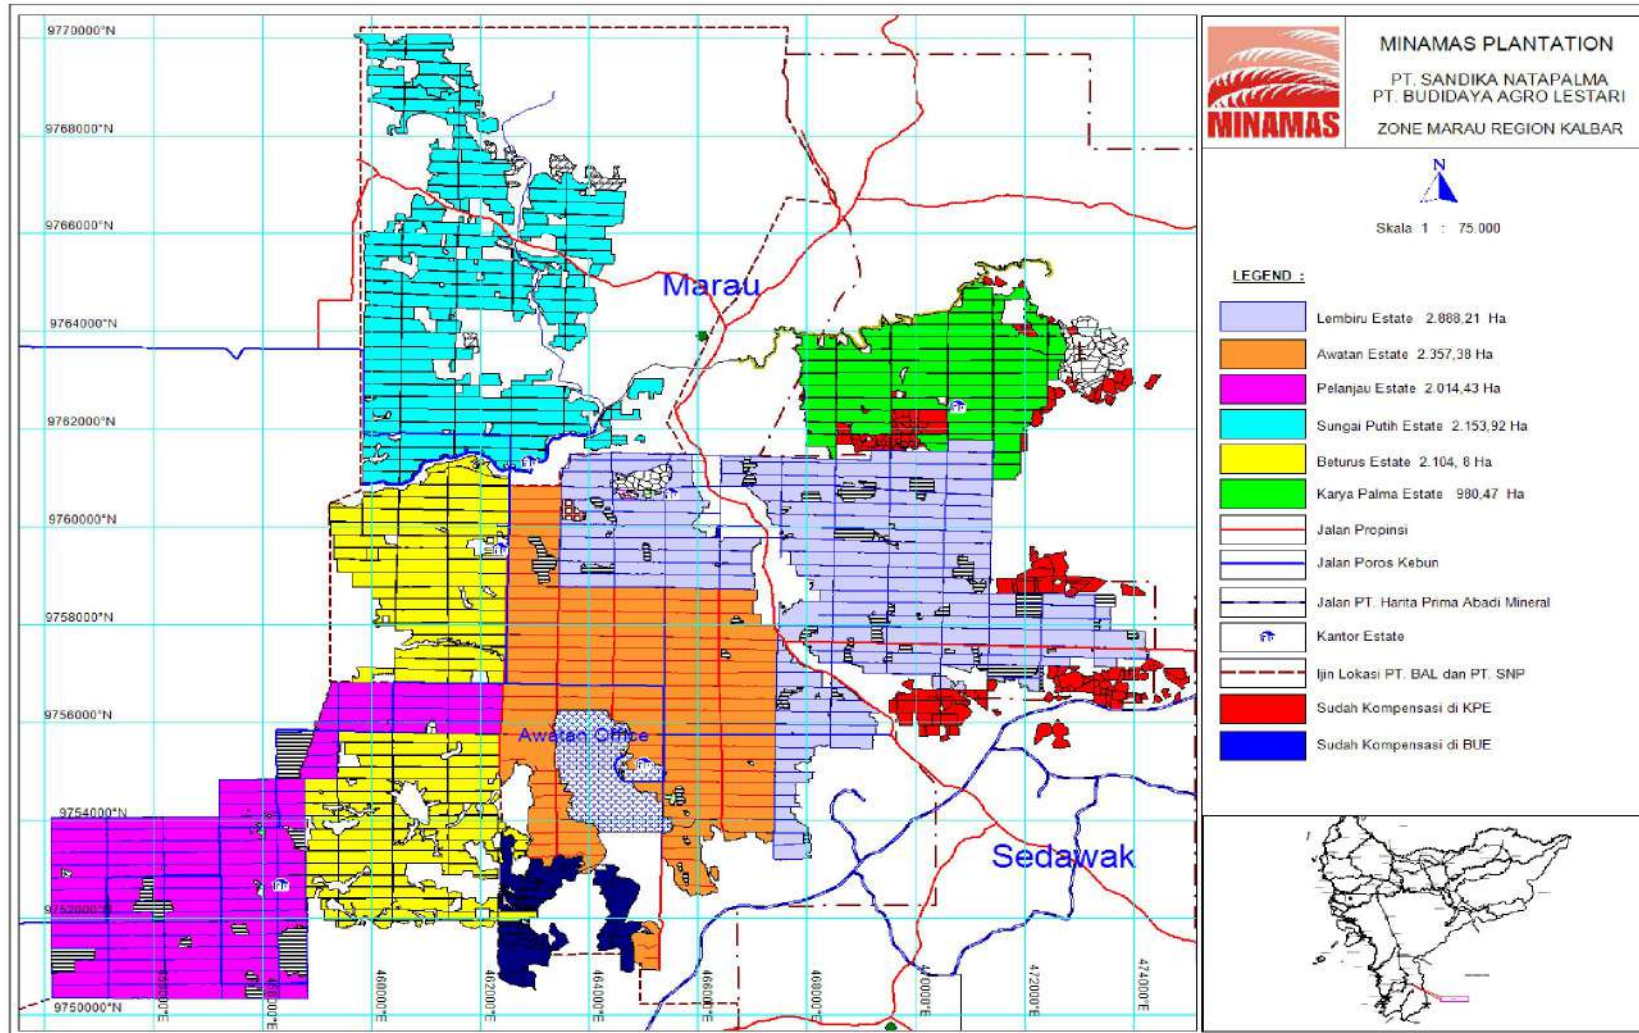 9770000°N
9768000°N
9766000°N
9764000°N
9762000°N
9760000°N
9758000°N
9756000°N
9754000°N
9752000°N
9750000°N
Marau
Awatan Office
Sedawak
460000°E
462000°E
464000°E
466000°E
468000°E
470000°E
472000°E
474000°E
MINAMAS
MINAMAS PLANTATION
PT. SANDIKA NATAPALMA
PT. BUDIDAYA AGRO LESTARI
ZONE MARAU REGION KALBAR
N
Skala 1 : 75.000
LEGEND :
Lembiru Estate 2.888,21 Ha
Awatan Estate 2.357,38 Ha
Pelanjau Estate 2.014,43 Ha
Sungai Putih Estate 2.153,92 Ha
Beturus Estate 2.104, 8 Ha
Karya Palma Estate 980,47 Ha
Jalan Propinsi
Jalan Poros Kebun
Jalan PT. Harita Prima Abadi Mineral
Kantor Estate
Ijin Lokasi PT. BAL dan PT. SNP
Sudah Kompensasi di KPE
Sudah Kompensasi di BUE